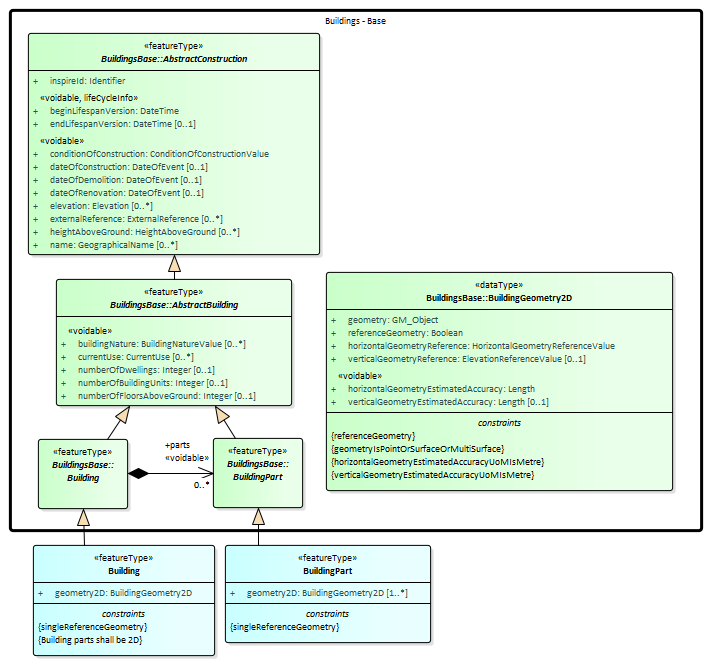 Buildings - Base
«featureType»
BuildingsBase::AbstractConstruction
+ inspireId: Identifier
«voidable, lifeCycleInfo»
+ beginLifespanVersion: DateTime
+ endLifespanVersion: DateTime [0..1]
«voidable»
+ conditionOfConstruction: ConditionOfConstructionValue
+ dateOfConstruction: DateOfEvent [0..1]
+ dateOfDemolition: DateOfEvent [0..1]
+ dateOfRenovation: DateOfEvent [0..1]
+ elevation: Elevation [0..*]
+ externalReference: ExternalReference [0..*]
+ heightAboveGround: HeightAboveGround [0..*]
+ name: GeographicalName [0..*]
«featureType»
BuildingsBase::AbstractBuilding
«voidable»
+ buildingNature: BuildingNatureValue [0..*]
+ currentUse: CurrentUse [0..*]
+ numberOfDwellings: Integer [0..1]
+ numberOfBuildingUnits: Integer [0..1]
+ numberOfFloorsAboveGround: Integer [0..1]
«dataType»
BuildingsBase::BuildingGeometry2D
+ geometry: GM_Object
+ referenceGeometry: Boolean
+ horizontalGeometryReference: HorizontalGeometryReferenceValue
+ verticalGeometryReference: ElevationReferenceValue [0..1]
«voidable»
+ horizontalGeometryEstimatedAccuracy: Length
+ verticalGeometryEstimatedAccuracy: Length [0..1]
constraints
{referenceGeometry}
{geometryIsPointOrSurfaceOrMultiSurface}
{horizontalGeometryEstimatedAccuracyUoMIsMetre}
{verticalGeometryEstimatedAccuracyUoMIsMetre}
«featureType»
BuildingsBase::
Building
+parts
«voidable»
0..*
«featureType»
BuildingsBase::
BuildingPart
«featureType»
Building
+ geometry2D: BuildingGeometry2D
constraints
{singleReferenceGeometry}
{Building parts shall be 2D}
«featureType»
BuildingPart
+ geometry2D: BuildingGeometry2D [1..*]
constraints
{singleReferenceGeometry}